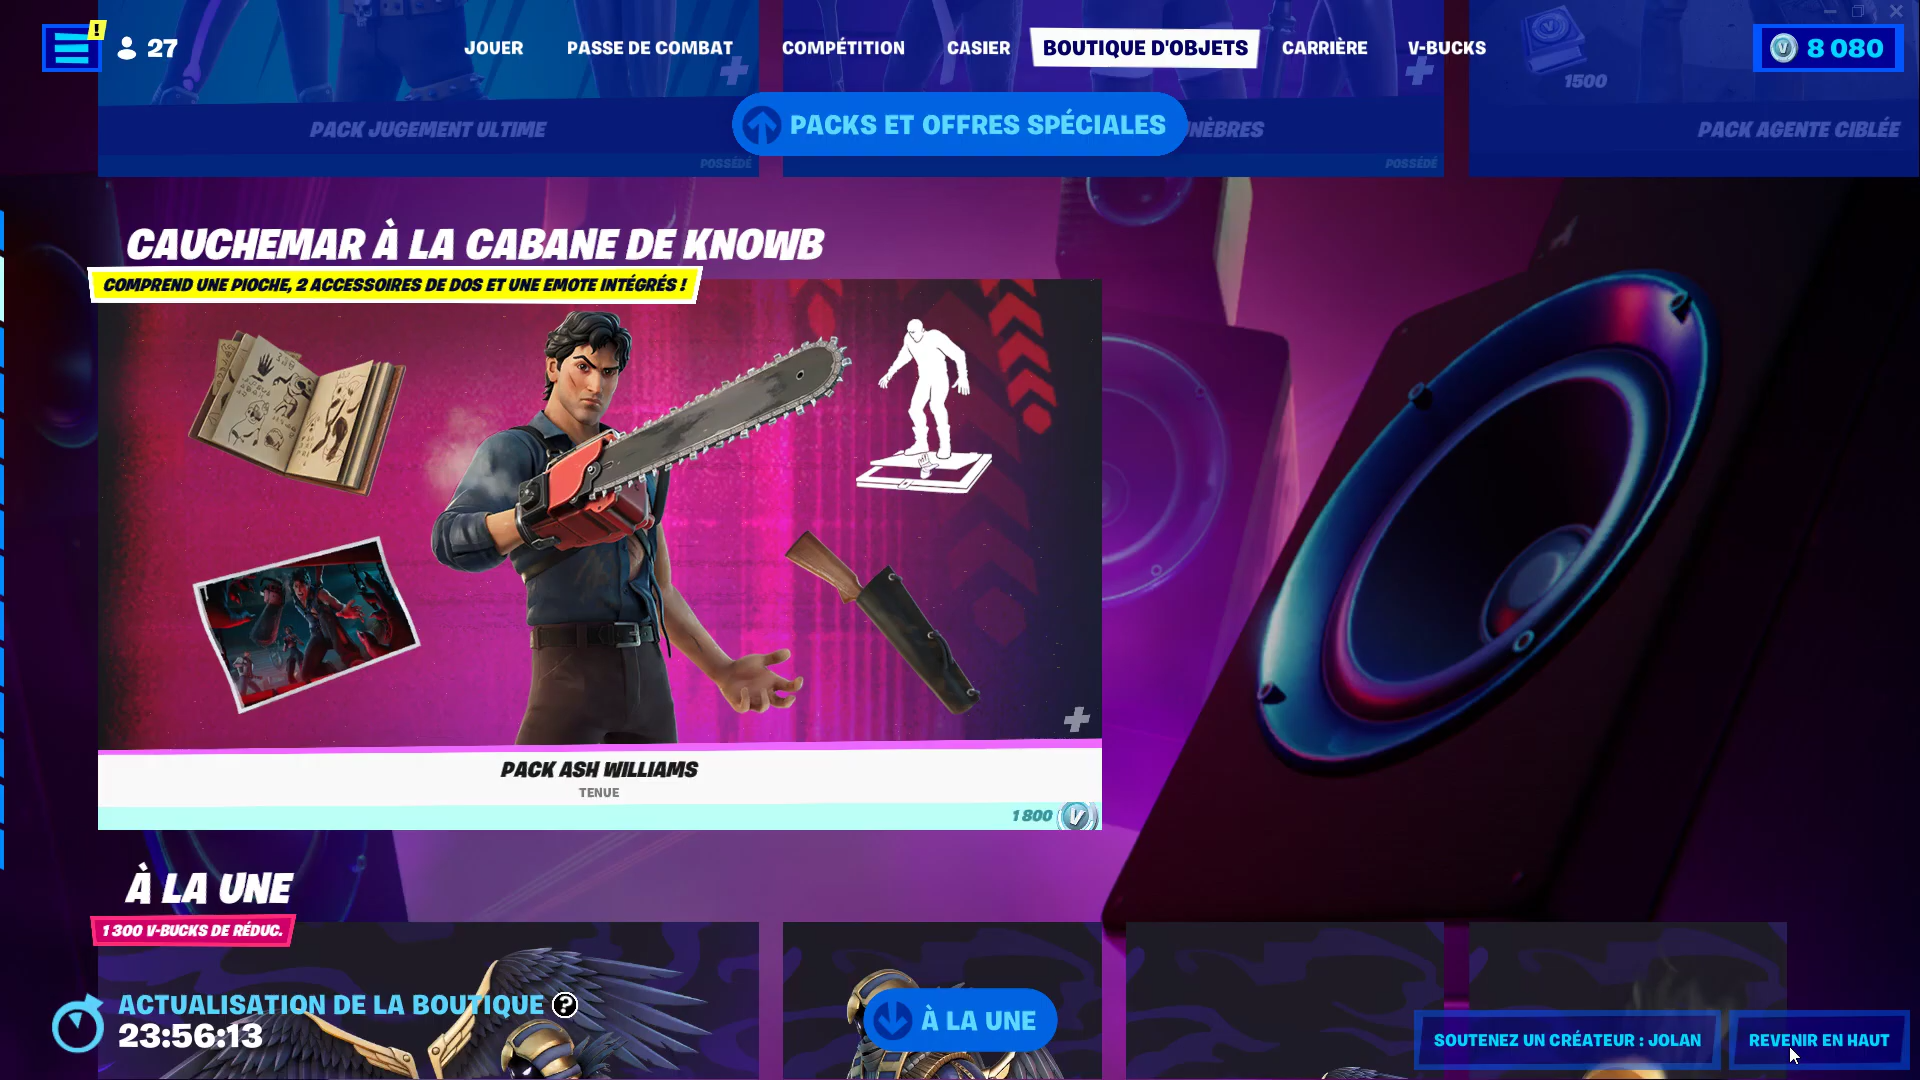 !
27
JOUER
PASSE DE COMBAT
COMPÉTITION
CASIER
BOUTIQUE D'OBJETS
CARRIÈRE
V-BUCKS
8 080
1500
PACKS ET OFFRES SPÉCIALES
PACK JUGEMENT ULTIME
NÈBRES
PACK AGENTE CIBLÉE
POSSÉDÉ
POSSÉDÉ
CAUCHEMAR À LA CABANE DE KNOWB
COMPREND UNE PIOCHE, 2 ACCESSOIRES DE DOS ET UNE EMOTE INTÉGRÉS !
PACK ASH WILLIAMS
TENUE
1 800
À LA UNE
1 300 V-BUCKS DE RÉDUC.
ACTUALISATION DE LA BOUTIQUE ?
23:56:13
À LA UNE
SOUTENEZ UN CRÉATEUR : JOLAN
REVENIR EN HAUT